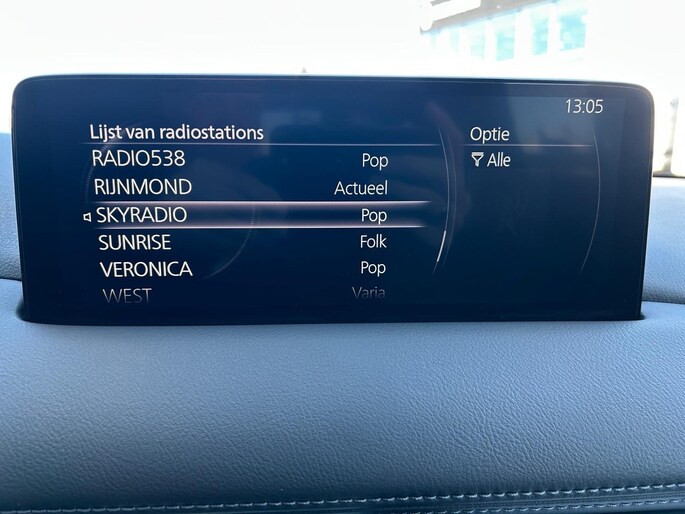 13:05
Lijst van radiostations Optie
RADIO538 Pop Alle
RIJNMOND Actueel
SKYRADIO Pop
SUNRISE Folk
VERONICA Pop
WEST Varia